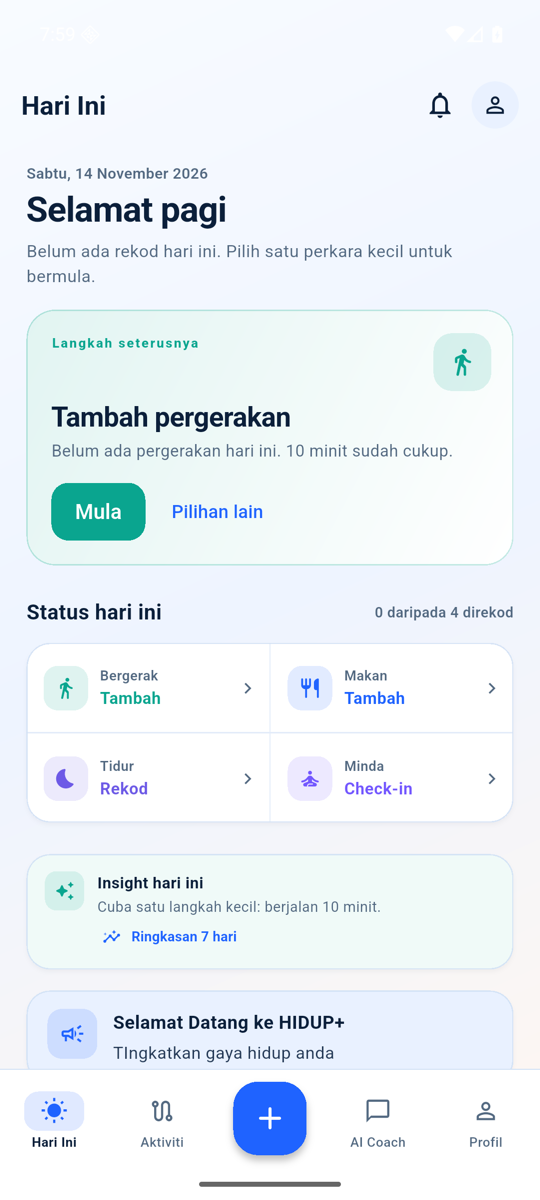 7:59
Hari Ini
Sabtu, 14 November 2026
Selamat pagi
Belum ada rekod hari ini. Pilih satu perkara kecil untuk
bermula.
Langkah seterusnya
Tambah pergerakan
Belum ada pergerakan hari ini. 10 minit sudah cukup.
Mula
Pilihan lain
Status hari ini
0 daripada 4 direkod
Bergerak
Tambah
Makan
Tambah
Tidur
Rekod
Minda
Check-in
Insight hari ini
Cuba satu langkah kecil: berjalan 10 minit.
Ringkasan 7 hari
Selamat Datang ke HIDUP+
TIngkatkan gaya hidup anda
Hari Ini
Aktiviti
AI Coach
Profil